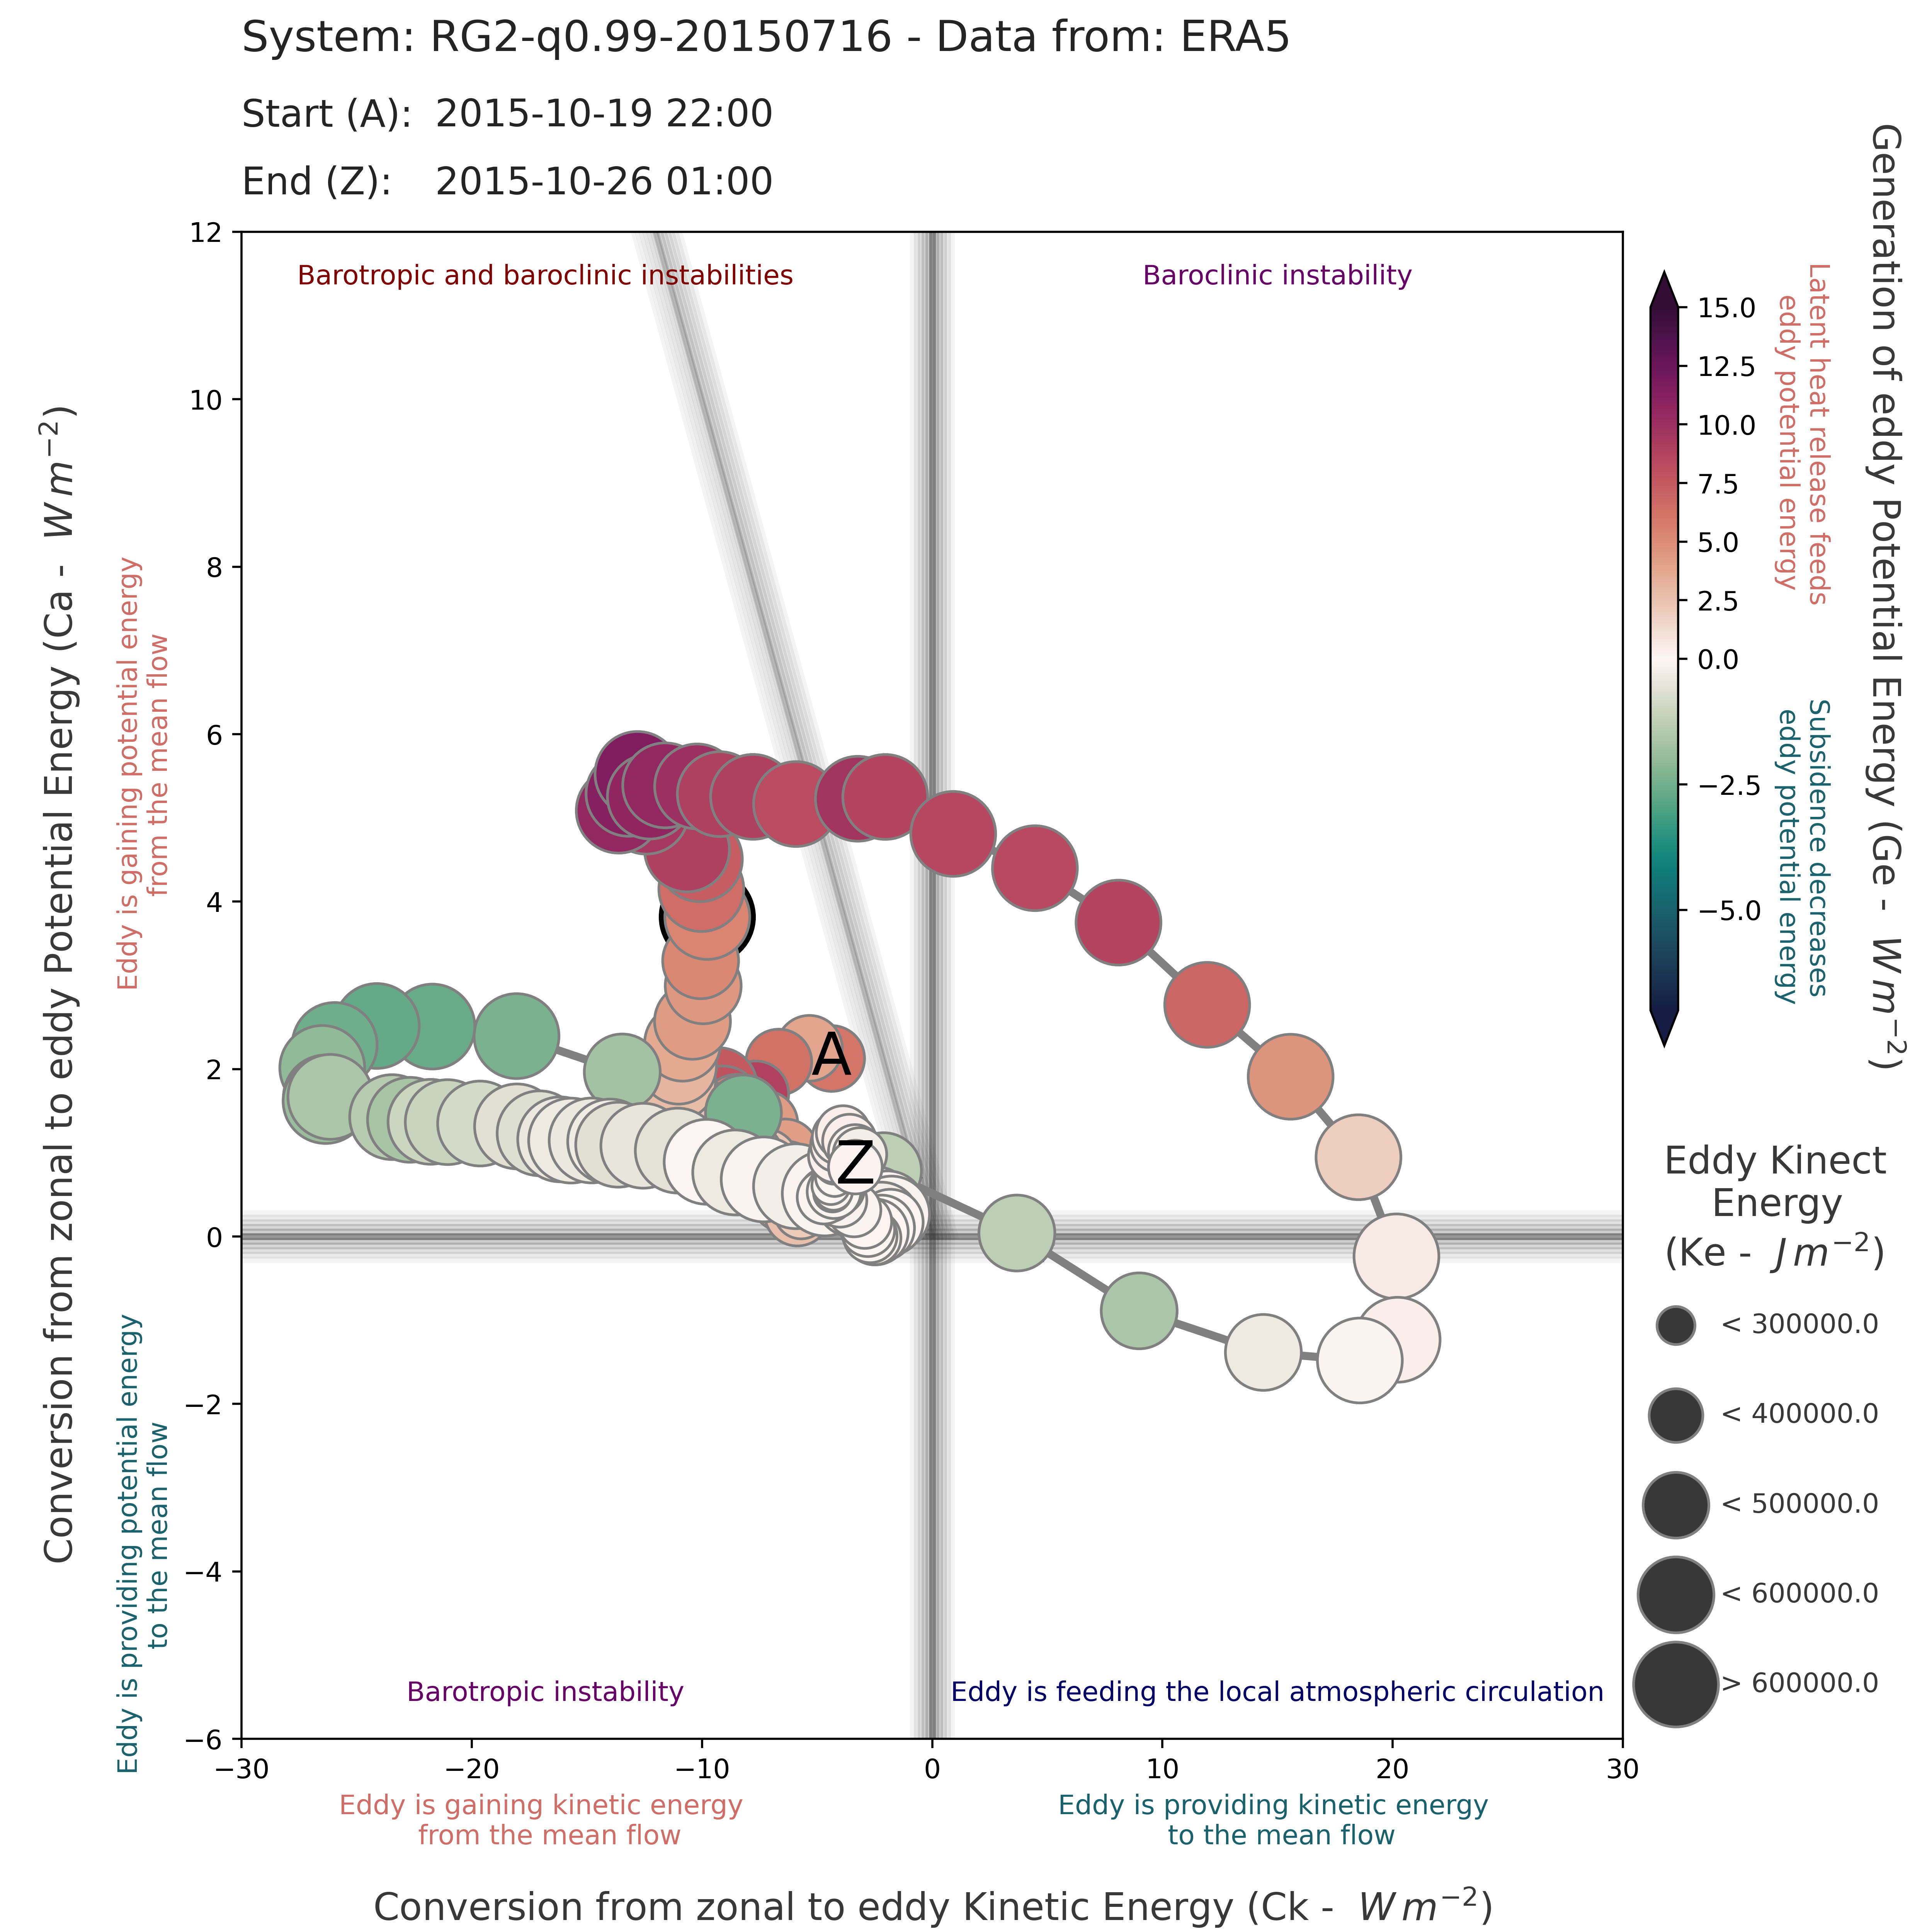 System: RG2-q0.99-20150716 - Data from: ERA5
Start (A): 2015-10-19 22:00
End (Z): 2015-10-26 01:00
Barotropic and baroclinic instabilities
Baroclinic instability
Barotropic instability
Eddy is feeding the local atmospheric circulation
A
Z
12
10
8
6
4
2
0
−2
−4
−6
−30
−20
−10
0
10
20
30
Conversion from zonal to eddy Potential Energy (Ca - W m⁻²)
Eddy is gaining potential energy
from the mean flow
Eddy is providing potential energy
to the mean flow
Eddy is gaining kinetic energy
from the mean flow
Eddy is providing kinetic energy
to the mean flow
Conversion from zonal to eddy Kinetic Energy (Ck - W m⁻²)
15.0
12.5
10.0
7.5
5.0
2.5
0.0
−2.5
−5.0
Latent heat release feeds
eddy potential energy
Subsidence decreases
eddy potential energy
Generation of eddy Potential Energy (Ge - W m⁻²)
Eddy Kinect
Energy
(Ke - J m⁻²)
< 300000.0
< 400000.0
< 500000.0
< 600000.0
> 600000.0